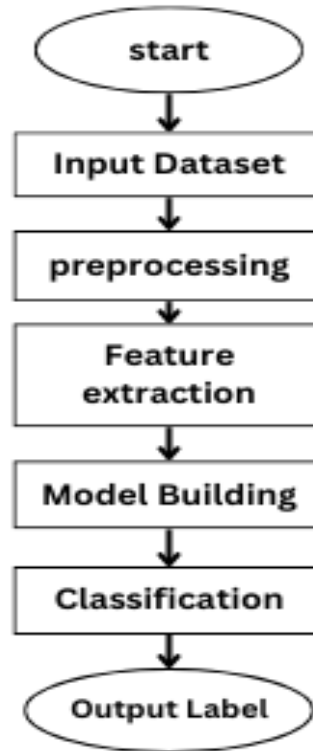 start
Input Dataset
preprocessing
Feature
extraction
Model Building
Classification
Output Label